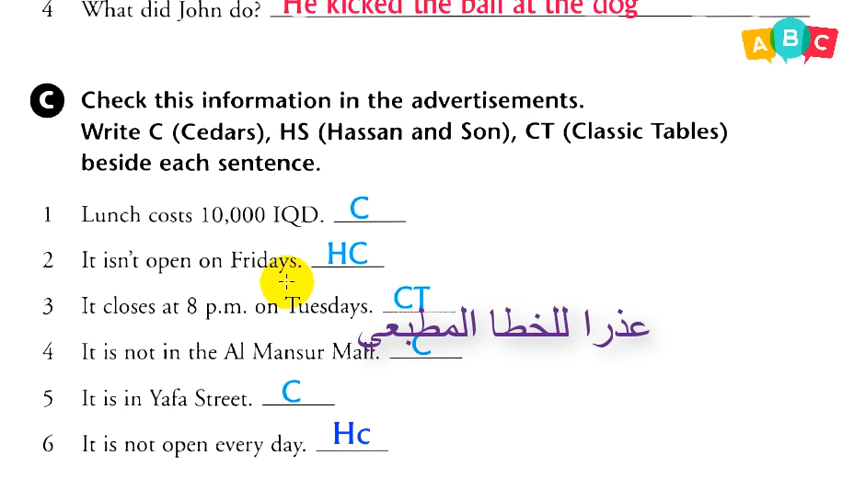 4 What did John do? He kicked the ball at the dog
A B C
C Check this information in the advertisements.
Write C (Cedars), HS (Hassan and Son), CT (Classic Tables)
beside each sentence.
1 Lunch costs 10,000 IQD. C
2 It isn't open on Fridays. HC
3 It closes at 8 p.m. on Tuesdays. CT
عذرا للخطا المطبعي
4 It is not in the Al Mansur Mall. C
5 It is in Yafa Street. C
6 It is not open every day. Hc